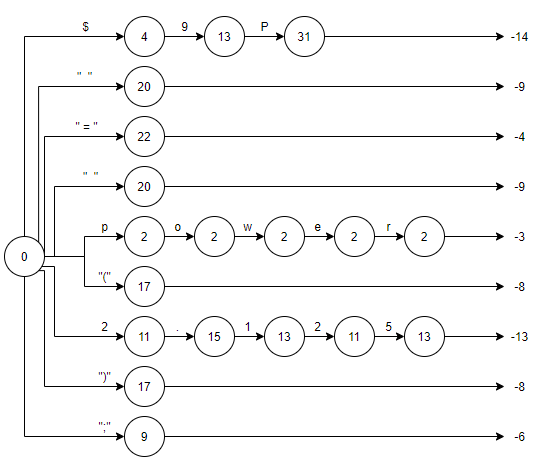 $ 4 9 13 P 31 -14
" " 20 -9
"=" 22 -4
" " 20 -9
p 2 o 2 w 2 e 2 r 2 -3
0
"(" 17 -8
2 11 . 15 1 13 2 11 5 13 -13
")" 17 -8
";" 9 -6